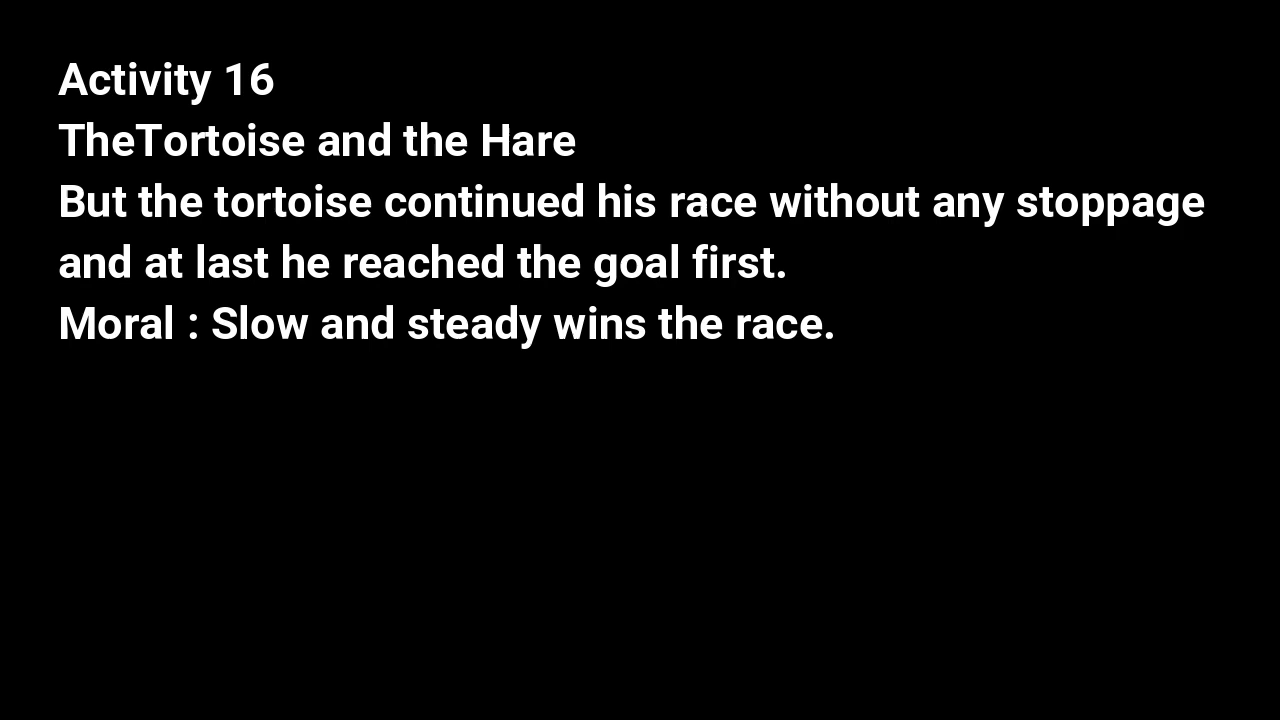 Activity 16
TheTortoise and the Hare
But the tortoise continued his race without any stoppage
and at last he reached the goal first.
Moral : Slow and steady wins the race.